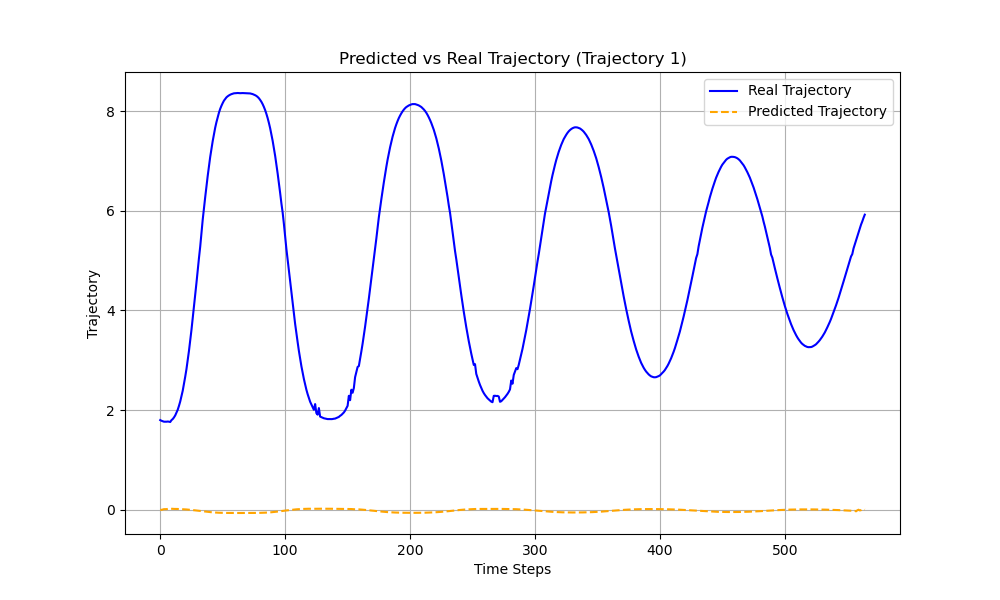 Predicted vs Real Trajectory (Trajectory 1)
Real Trajectory
Predicted Trajectory
Trajectory
8
6
4
2
0
0 100 200 300 400 500
Time Steps